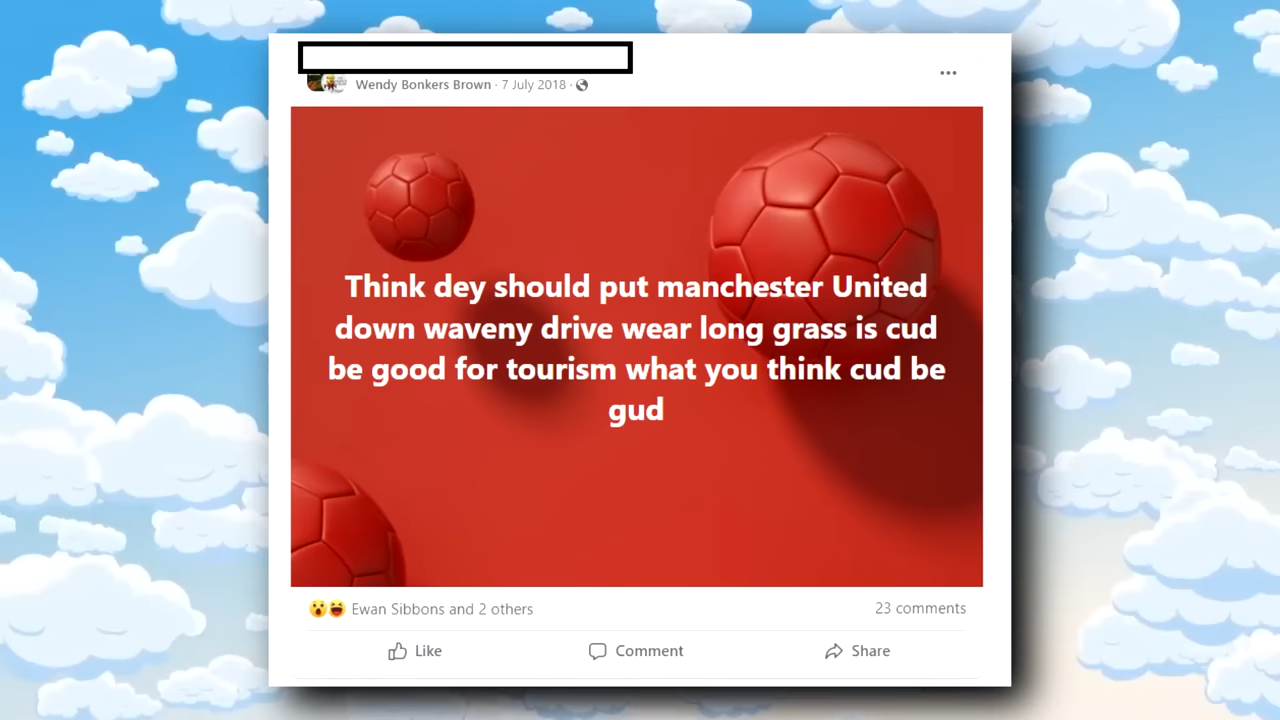 Wendy Bonkers Brown · 7 July 2018 ·
Think dey should put manchester United
down waveny drive wear long grass is cud
be good for tourism what you think cud be
gud
Ewan Sibbons and 2 others
23 comments
Like
Comment
Share